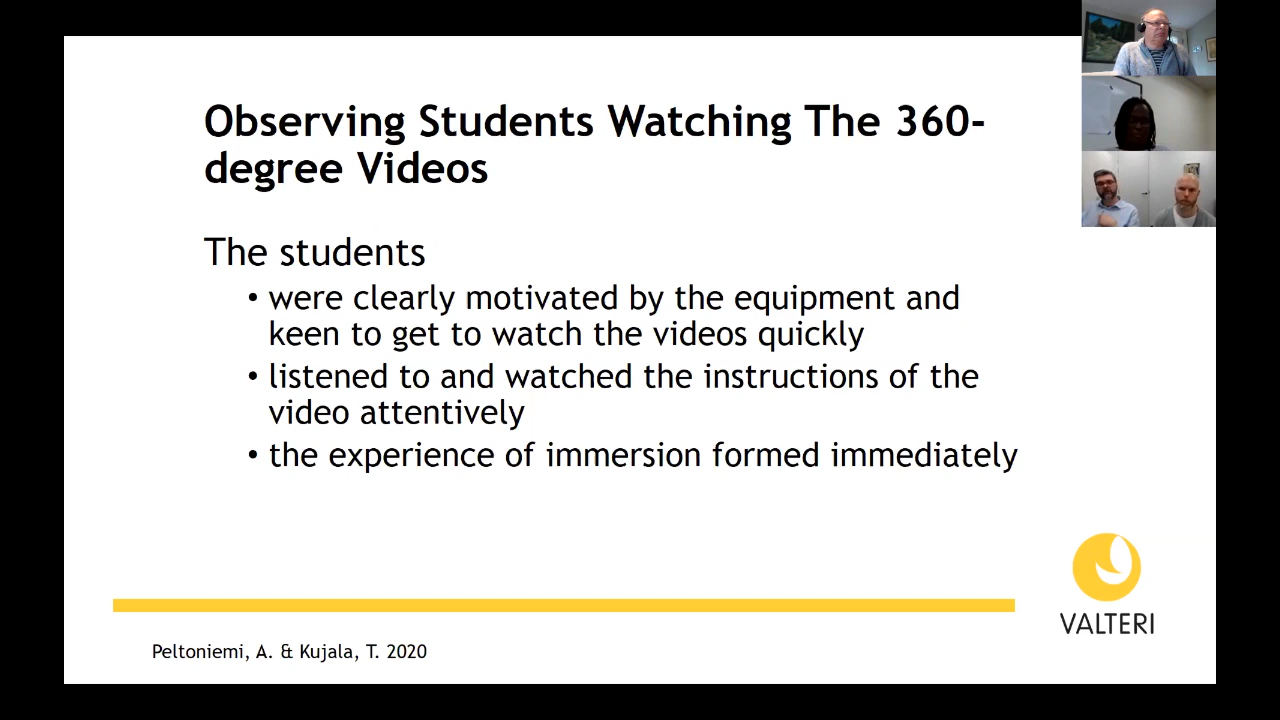 Observing Students Watching The 360-
degree Videos
The students
• were clearly motivated by the equipment and
keen to get to watch the videos quickly
• listened to and watched the instructions of the
video attentively
• the experience of immersion formed immediately
VALTERI
Peltoniemi, A. & Kujala, T. 2020